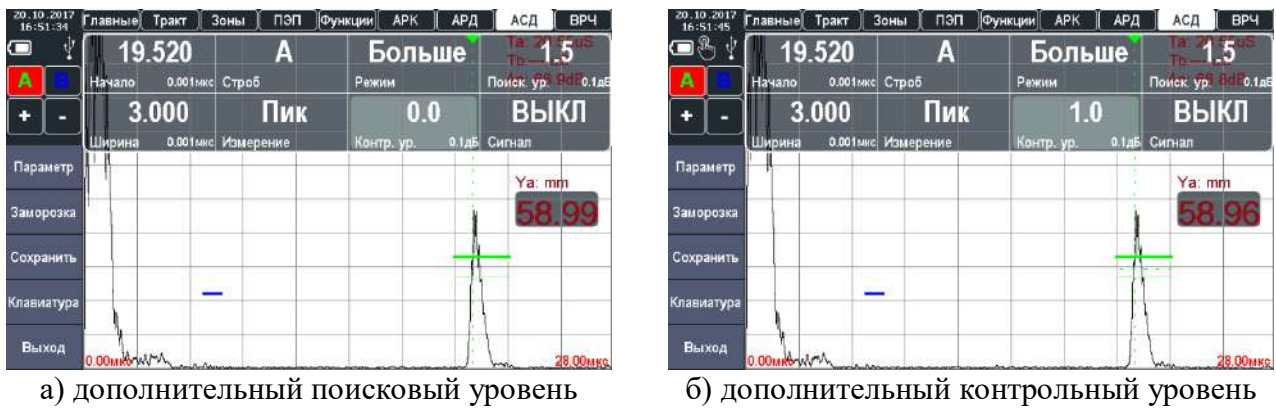 20.10.2017
16:51:34
Главные Тракт Зоны ПЭП Функции АРК АРД АСД ВРЧ
19.520 А Больше 1.5
Начало 0.001мкс Строб Режим Поиск. ур. 0.1дБ
A B
+ -
3.000 Пик 0.0 ВЫКЛ
Ширина 0.001мкс Измерение Контр. ур. 0.1дБ Сигнал
Параметр
Ya: mm
Заморозка
58.99
Сохранить
Клавиатура
Выход
0.00мкс 28.00мкс
а) дополнительный поисковый уровень
20.10.2017
16:51:45
Главные Тракт Зоны ПЭП Функции АРК АРД АСД ВРЧ
19.520 А Больше 1.5
Начало 0.001мкс Строб Режим Поиск. ур. 0.1дБ
A B
+ -
3.000 Пик 1.0 ВЫКЛ
Ширина 0.001мкс Измерение Контр. ур. 0.1дБ Сигнал
Параметр
Ya: mm
Заморозка
58.96
Сохранить
Клавиатура
Выход
0.00мкс 28.00мкс
б) дополнительный контрольный уровень